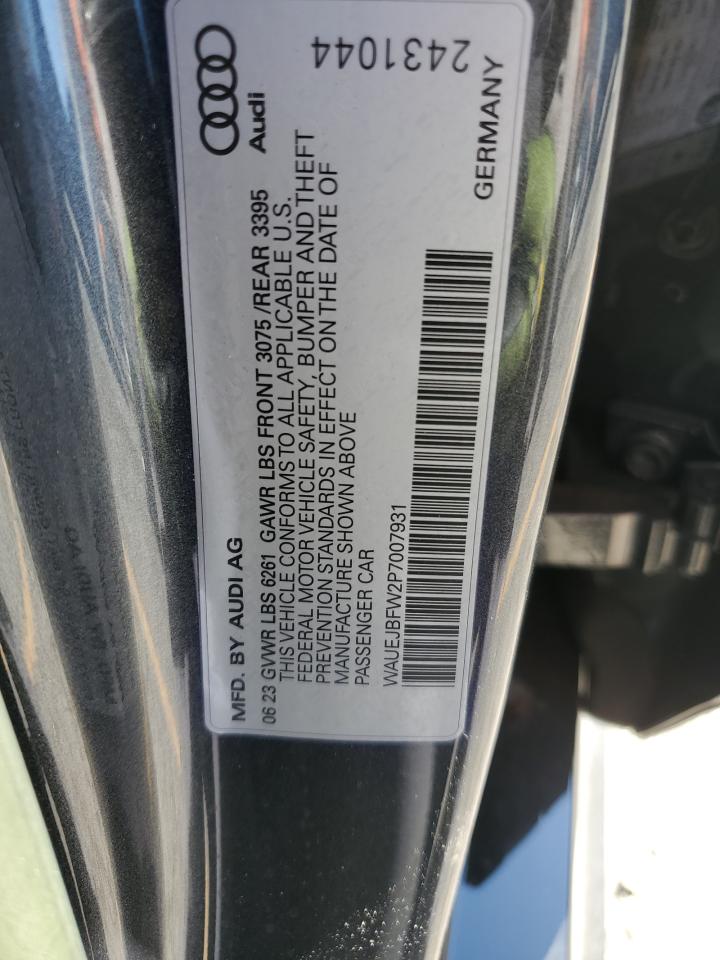 Audi
2431044
MFD. BY AUDI AG
06 23 GVWR LBS 6261 GAWR LBS FRONT 3075 /REAR 3395
THIS VEHICLE CONFORMS TO ALL APPLICABLE U.S.
FEDERAL MOTOR VEHICLE SAFETY, BUMPER AND THEFT
PREVENTION STANDARDS IN EFFECT ON THE DATE OF
MANUFACTURE SHOWN ABOVE
PASSENGER CAR
WAUEJBFW2P7007931
GERMANY